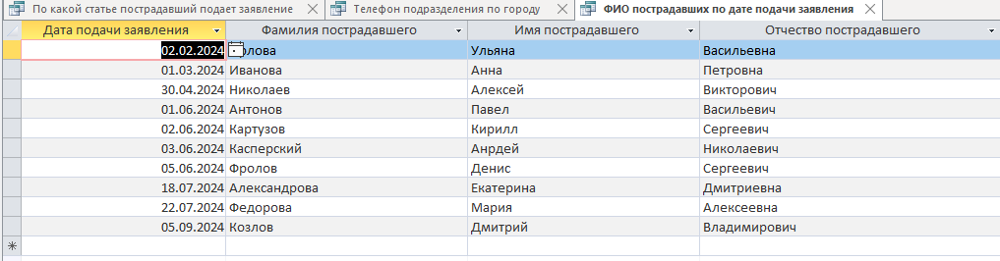 По какой статье пострадавший подает заявление Телефон подразделения по городу ФИО пострадавших по дате подачи заявления
Дата подачи заявления Фамилия пострадавшего Имя пострадавшего Отчество пострадавшего
02.02.2024 Ульяна Васильевна
01.03.2024 Иванова Анна Петровна
30.04.2024 Николаев Алексей Викторович
01.06.2024 Антонов Павел Васильевич
02.06.2024 Картузов Кирилл Сергеевич
03.06.2024 Касперский Анрдей Николаевич
05.06.2024 Фролов Денис Сергеевич
18.07.2024 Александрова Екатерина Дмитриевна
22.07.2024 Федорова Мария Алексеевна
05.09.2024 Козлов Дмитрий Владимирович